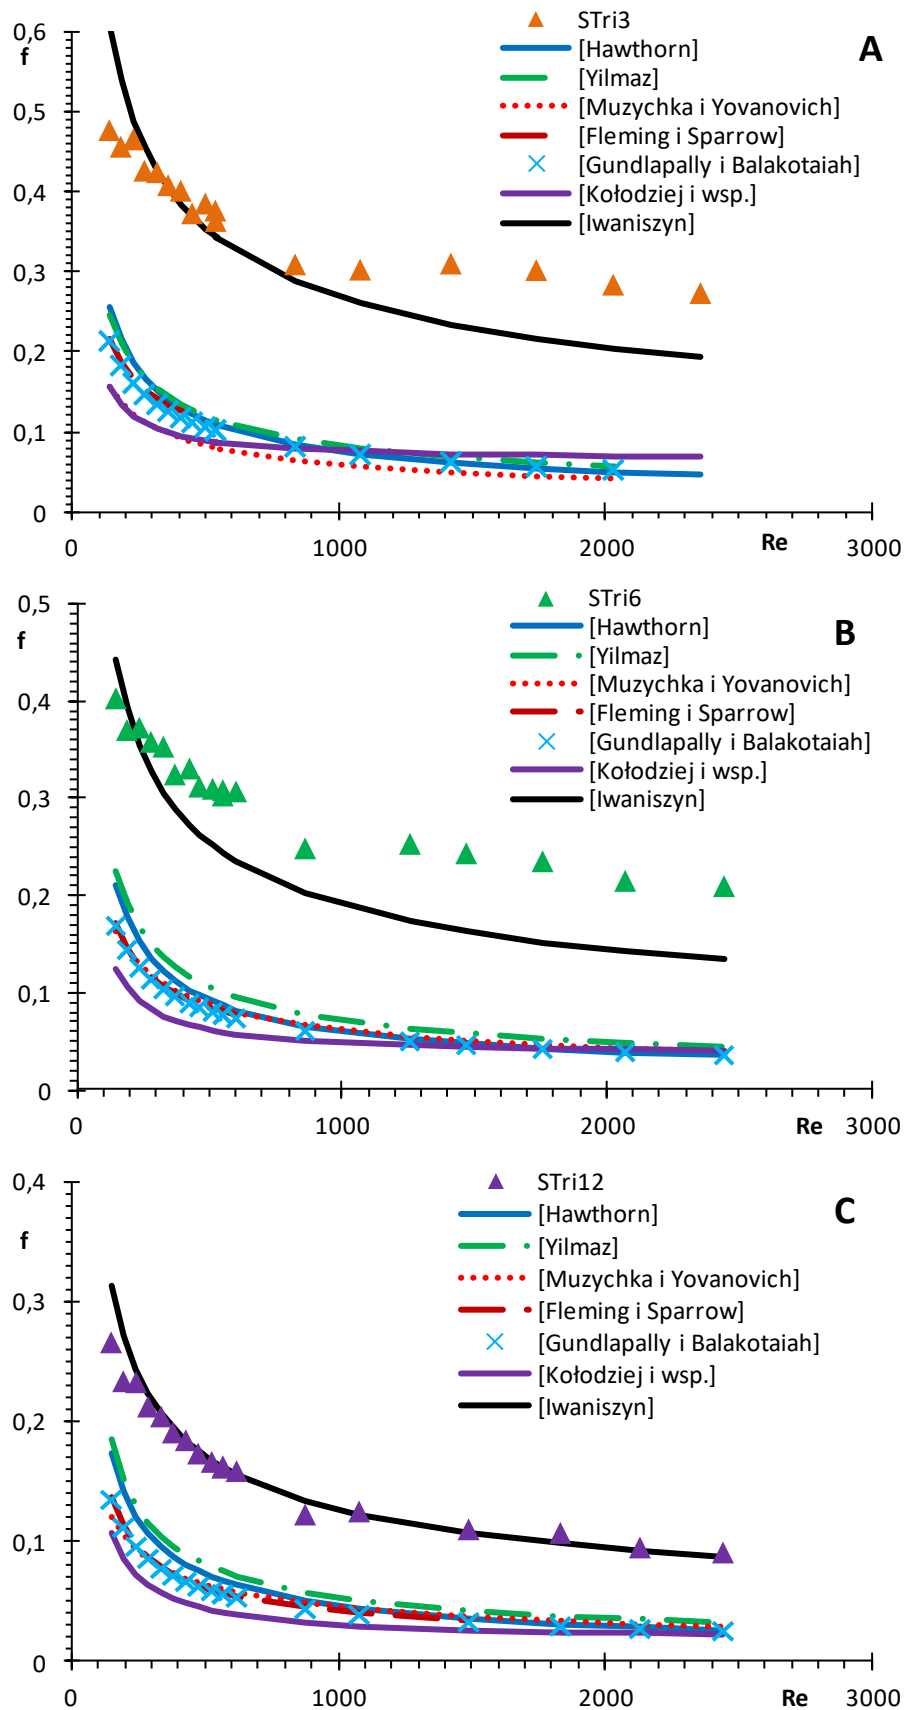 0,6
f
STri3
A
[Hawthorn]
[Yilmaz]
0,5
[Muzychka i Yovanovich]
[Fleming i Sparrow]
[Gundlapally i Balakotaiah]
0,4
[Kołodziej i wsp.]
[Iwaniszyn]
0,3
0,2
0,1
0
0
1000
2000
Re
3000
0,5
f
STri6
B
[Hawthorn]
[Yilmaz]
[Muzychka i Yovanovich]
0,4
[Fleming i Sparrow]
[Gundlapally i Balakotaiah]
[Kołodziej i wsp.]
0,3
[Iwaniszyn]
0,2
0,1
0
0
1000
2000
Re
3000
0,4
f
STri12
C
[Hawthorn]
[Yilmaz]
[Muzychka i Yovanovich]
0,3
[Fleming i Sparrow]
[Gundlapally i Balakotaiah]
[Kołodziej i wsp.]
[Iwaniszyn]
0,2
0,1
0
0
1000
2000
Re
3000